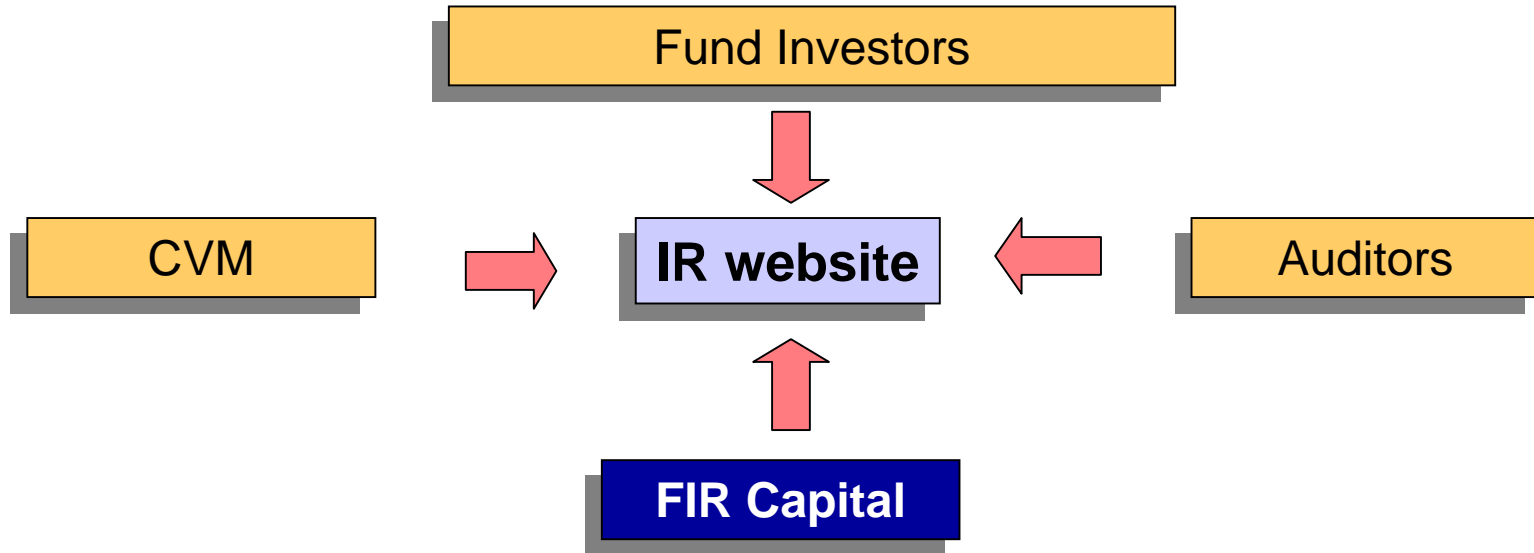 Fund Investors
CVM
IR website
Auditors
FIR Capital